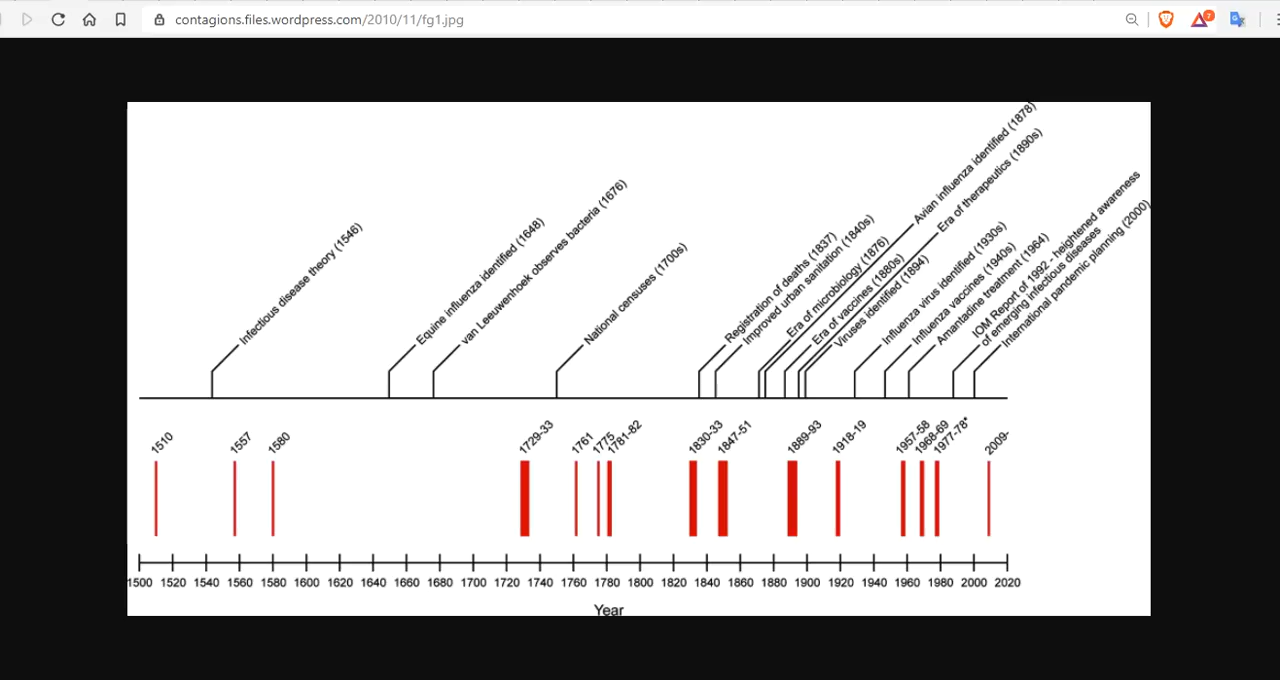 contagions.files.wordpress.com/2010/11/fg1.jpg
7
Infectious disease theory (1546)
Equine influenza identified (1648)
van Leeuwenhoek observes bacteria (1676)
National censuses (1700s)
Registration of deaths (1837)
Improved urban sanitation (1840s)
Era of microbiology (1876)
Avian influenza identified (1878)
Era of vaccines (1880s)
Era of therapeutics (1890s)
Viruses identified (1894)
Influenza virus identified (1930s)
Influenza vaccines (1940s)
Amantadine treatment (1964)
IOM Report of 1992 - heightened awareness
of emerging infectious diseases
International pandemic planning (2000)
1510 1557 1580 1729-33 1761 1775 1781-82 1830-33 1847-51 1889-93 1918-19 1957-58 1968-69 1977-78* 2009-
1500 1520 1540 1560 1580 1600 1620 1640 1660 1680 1700 1720 1740 1760 1780 1800 1820 1840 1860 1880 1900 1920 1940 1960 1980 2000 2020
Year